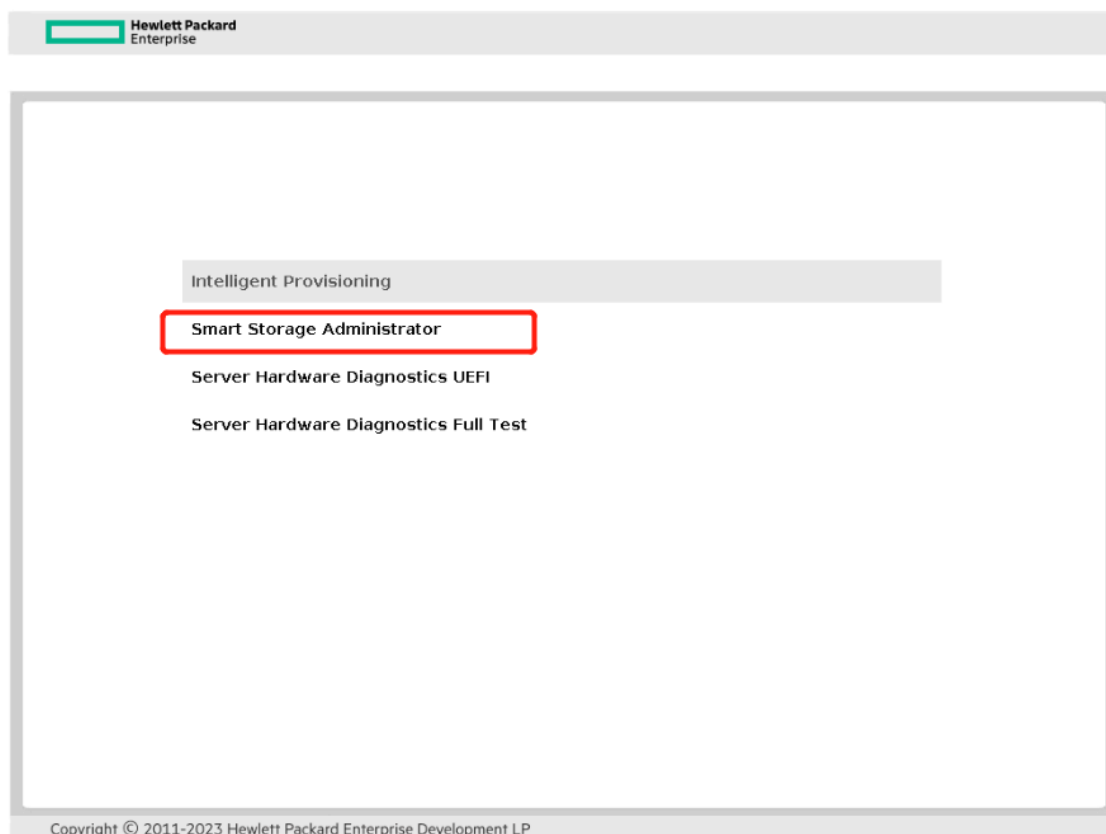 Hewlett Packard
Enterprise
Intelligent Provisioning
Smart Storage Administrator
Server Hardware Diagnostics UEFI
Server Hardware Diagnostics Full Test
Copyright © 2011-2023 Hewlett Packard Enterprise Development LP